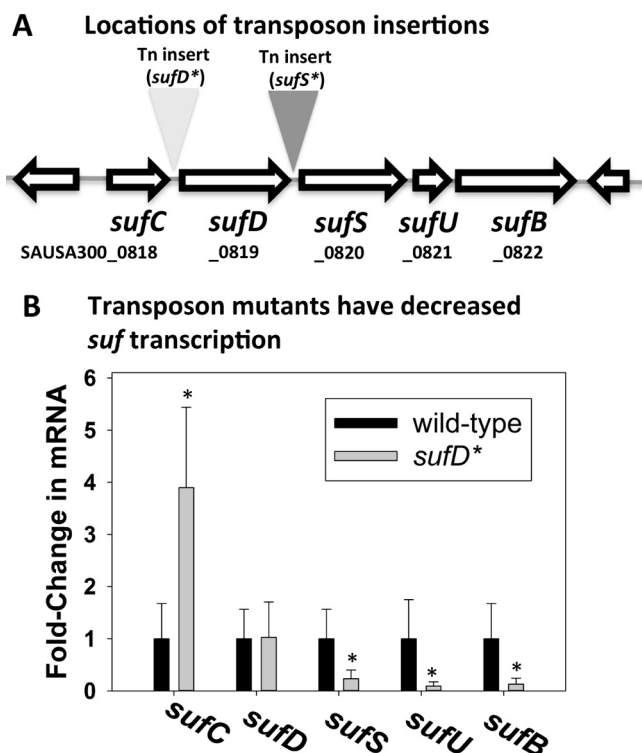 A Locations of transposon insertions
Tn insert Tn insert
(sufD*) (sufS*)
sufC sufD sufS sufU sufB
SAUSA300_0818 _0819 _0820 _0821 _0822
B Transposon mutants have decreased
suf transcription
Fold-Change in mRNA
6
5
4
3
2
1
0
*
*
*
*
wild-type
sufD*
sufC sufD sufS sufU sufB